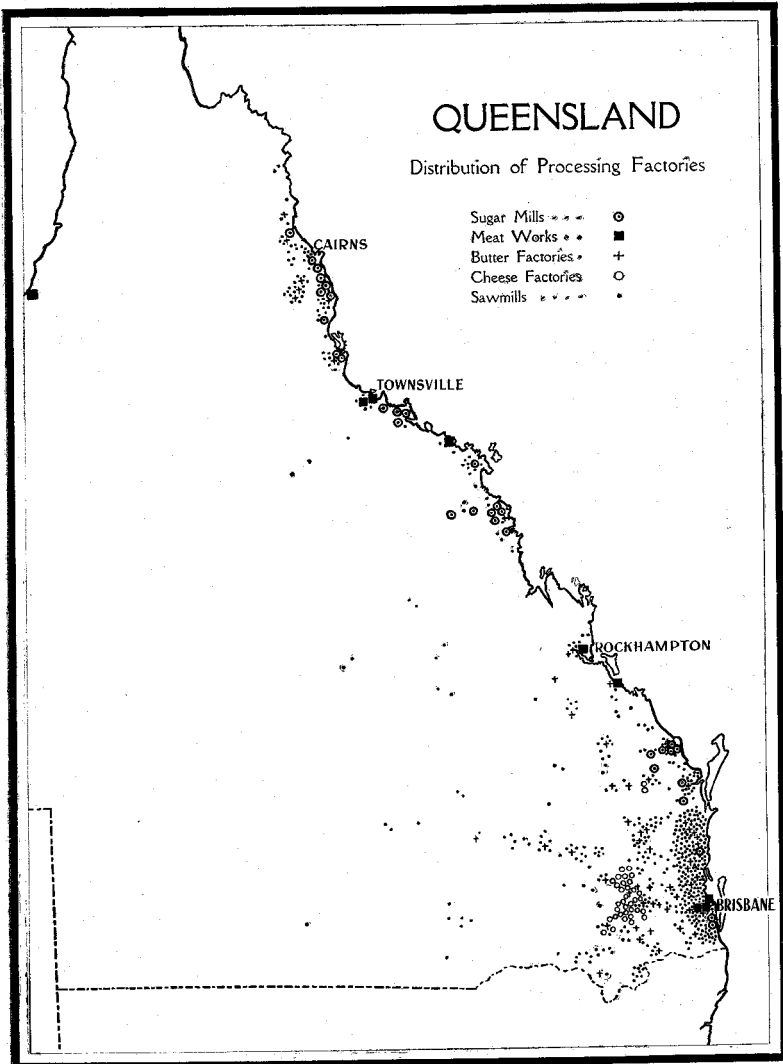 QUEENSLAND
Distribution of Processing Factories
Sugar Mills
Meat Works
Butter Factories
Cheese Factories
Sawmills
CAIRNS
TOWNSVILLE
ROCKHAMPTON
BRISBANE